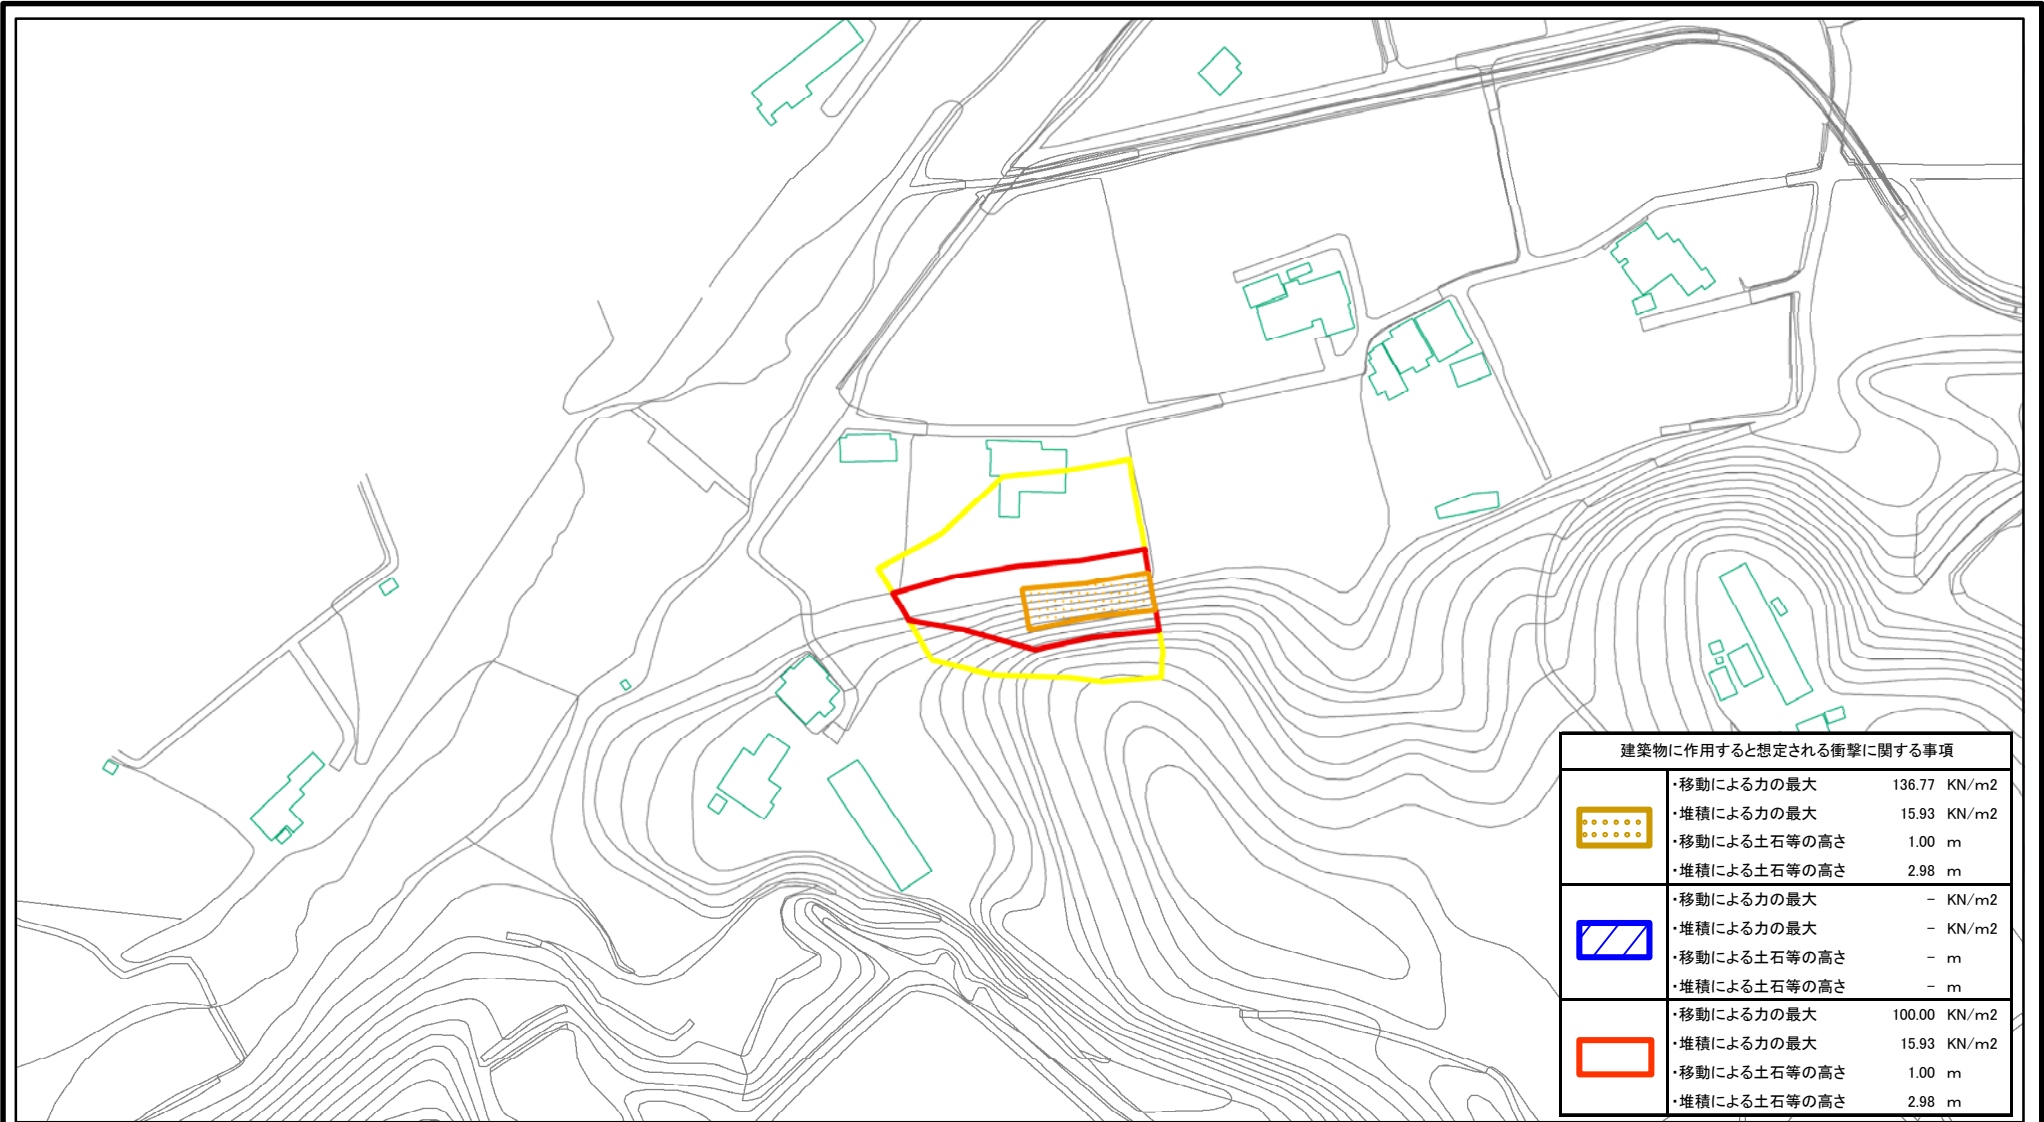 建築物に作用すると想定される衝撃に関する事項
・移動による力の最大 136.77 KN/m2
・堆積による力の最大 15.93 KN/m2
・移動による土石等の高さ 1.00 m
・堆積による土石等の高さ 2.98 m
・移動による力の最大 - KN/m2
・堆積による力の最大 - KN/m2
・移動による土石等の高さ - m
・堆積による土石等の高さ - m
・移動による力の最大 100.00 KN/m2
・堆積による力の最大 15.93 KN/m2
・移動による土石等の高さ 1.00 m
・堆積による土石等の高さ 2.98 m